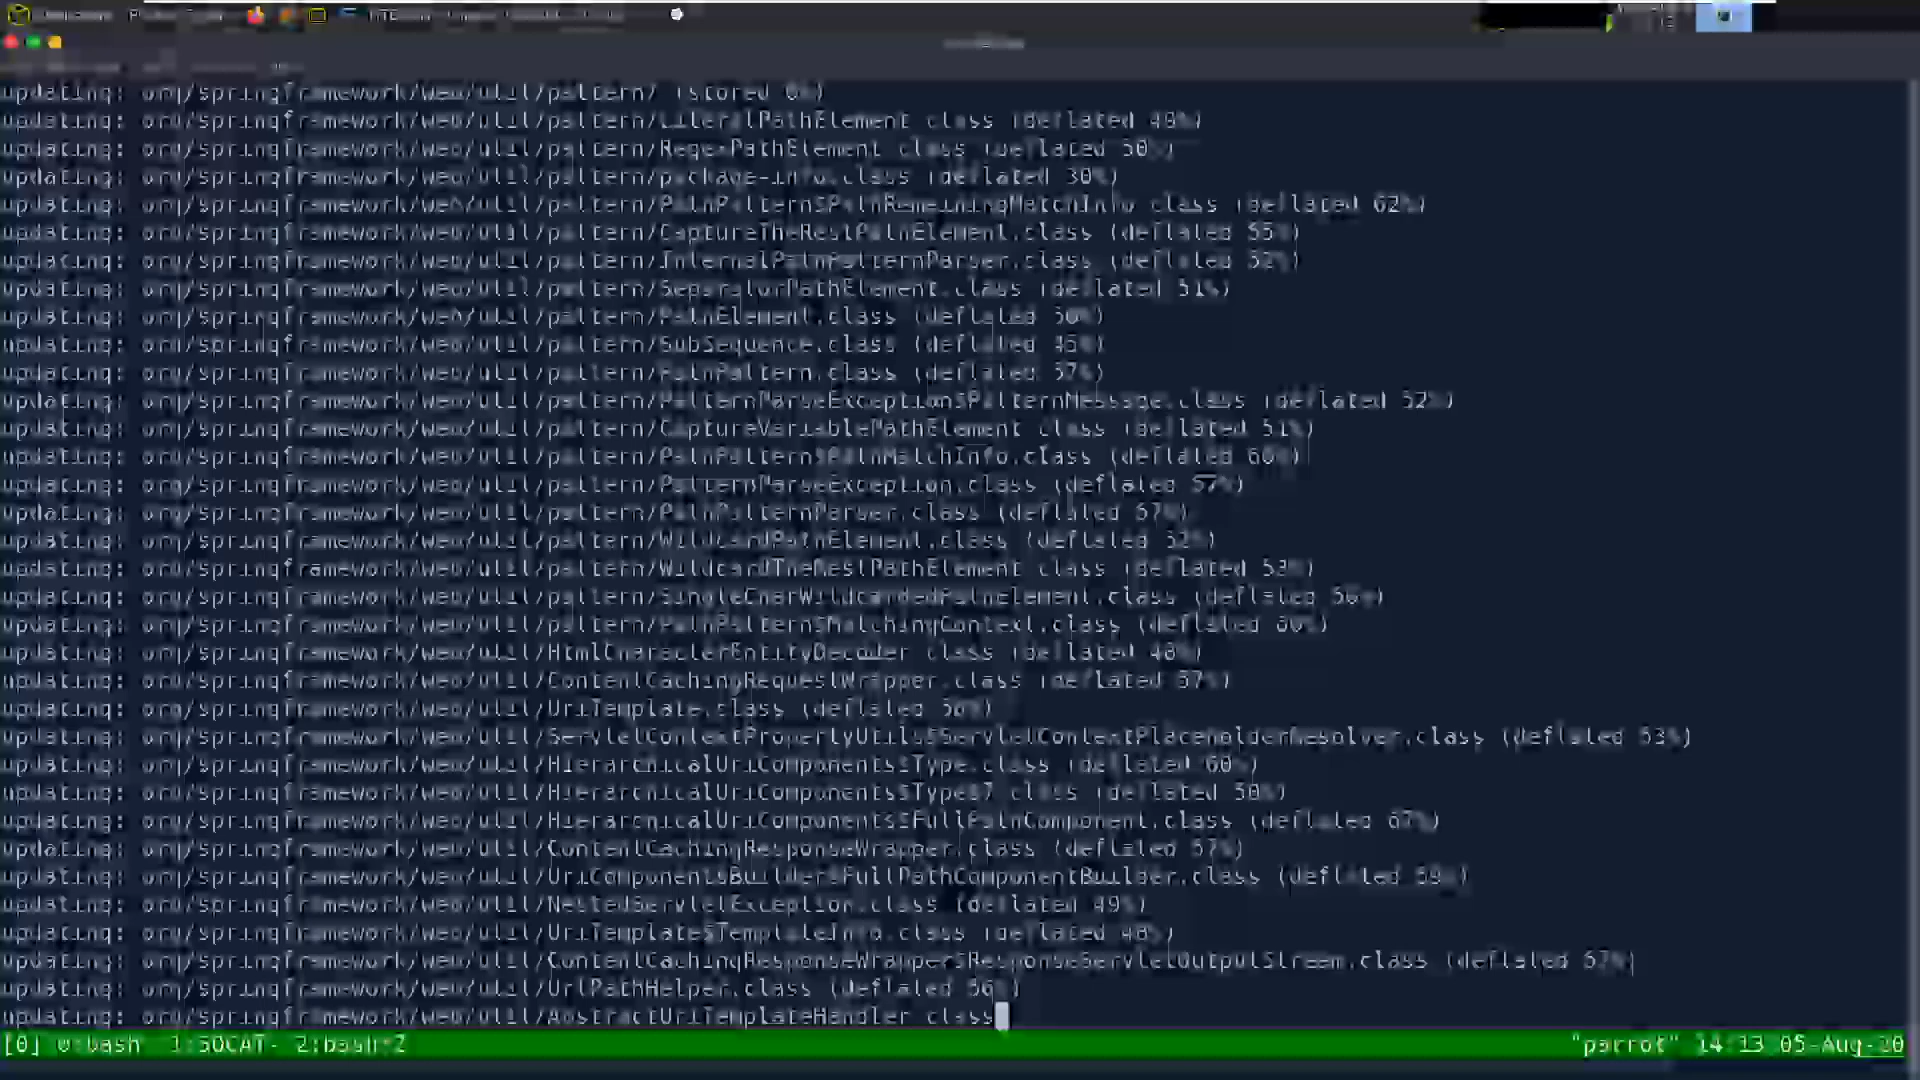 updating: org/springframework/web/util/pattern/ (stored 0%)
updating: org/springframework/web/util/pattern/LiteralPathElement.class (deflated
updating: org/springframework/web/util/pattern/RegexPathElement.class (deflated 50%)
updating: org/springframework/web/util/pattern/package-info.class (deflated 30%)
updating: org/springframework/web/util/pattern/PathPattern$PathRemainingMatchInfo.class (deflated 62%)
updating: org/springframework/web/util/pattern/CaptureTheRestPathElement.class (deflated 55%)
updating: org/springframework/web/util/pattern/InternalPathPatternParser.class (deflated 52%)
updating: org/springframework/web/util/pattern/SeparatorPathElement.class (deflated 51%)
updating: org/springframework/web/util/pattern/PathElement.class (deflated 50%)
updating: org/springframework/web/util/pattern/SubSequence.class (deflated 45%)
updating: org/springframework/web/util/pattern/PathPattern.class (deflated 57%)
updating: org/springframework/web/util/pattern/PatternParseException$PatternMessage.class (deflated 52%)
updating: org/springframework/web/util/pattern/CaptureVariablePathElement.class (deflated 51%)
updating: org/springframework/web/util/pattern/PathPattern$PathMatchInfo.class (deflated 60%)
updating: org/springframework/web/util/pattern/PatternParseException.class (deflated 57%)
updating: org/springframework/web/util/pattern/PathPatternParser.class (deflated
updating: org/springframework/web/util/pattern/WildcardPathElement.class (deflated 52%)
updating: org/springframework/web/util/pattern/WildcardTheRestPathElement.class (deflated 53%)
updating: org/springframework/web/util/pattern/SingleCharWildcardedPathElement.class (deflated
updating: org/springframework/web/util/pattern/PathPattern$MatchingContext.class (deflated
updating: org/springframework/web/util/HtmlCharacterEntityDecoder.class (deflated
updating: org/springframework/web/util/ContentCachingRequestWrapper.class (deflated
updating: org/springframework/web/util/UriTemplate.class (deflated
updating: org/springframework/web/util/ServletContextPropertyUtils$ServletContextPlaceholderResolver.class (deflated 53%)
updating: org/springframework/web/util/HierarchicalUriComponents$Type.class (deflated 60%)
updating: org/springframework/web/util/HierarchicalUriComponents$Type$7.class (deflated 50%)
updating: org/springframework/web/util/HierarchicalUriComponents$FullPathComponent.class (deflated 67%)
updating: org/springframework/web/util/ContentCachingResponseWrapper.class (deflated 57%)
updating: org/springframework/web/util/UriComponentsBuilder$FullPathComponentBuilder.class (deflated 59%)
updating: org/springframework/web/util/NestedServletException.class (deflated 49%)
updating: org/springframework/web/util/UriTemplate$TemplateInfo.class (deflated
updating: org/springframework/web/util/ContentCachingResponseWrapper$ResponseServletOutputStream.class (deflated
updating: org/springframework/web/util/UrlPathHelper.class (deflated
updating: org/springframework/web/util/AbstractUriTemplateHandler.class
[0] 0:bash 1:SOCAT- 2:bash*Z "parrot" 14:13 05-Aug-20